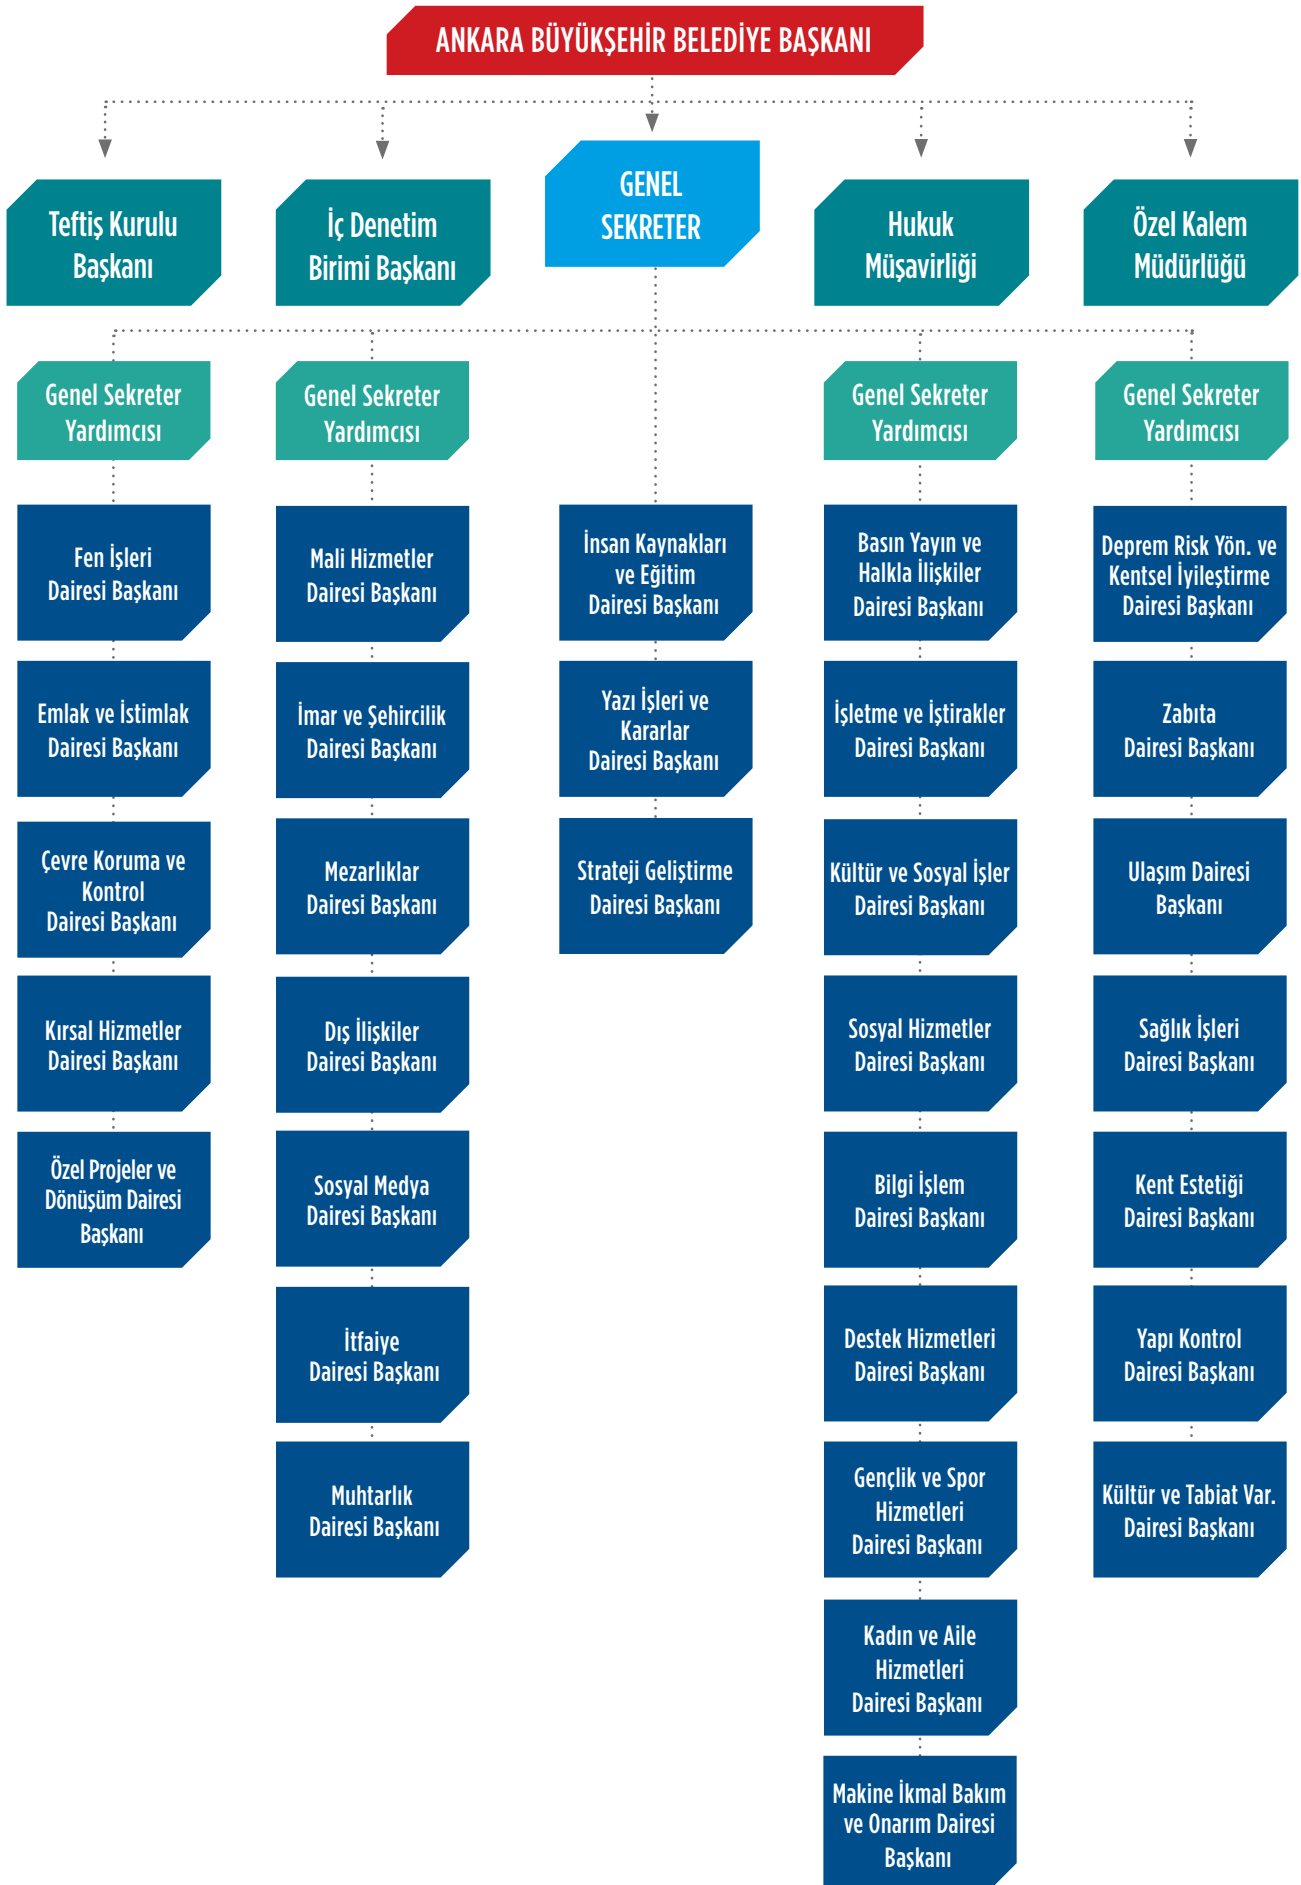 ANKARA BÜYÜKŞEHİR BELEDİYE BAŞKANI
Teftiş Kurulu
Başkanı
İç Denetim
Birimi Başkanı
GENEL
SEKRETER
Hukuk
Müşavirliği
Özel Kalem
Müdürlüğü
Genel Sekreter
Yardımcısı
Genel Sekreter
Yardımcısı
Genel Sekreter
Yardımcısı
Genel Sekreter
Yardımcısı
Fen İşleri
Dairesi Başkanı
Emlak ve İstimlak
Dairesi Başkanı
Çevre Koruma ve
Kontrol
Dairesi Başkanı
Kırsal Hizmetler
Dairesi Başkanı
Özel Projeler ve
Dönüşüm Dairesi
Başkanı
Mali Hizmetler
Dairesi Başkanı
İmar ve Şehircilik
Dairesi Başkanı
Mezarlıklar
Dairesi Başkanı
Dış İlişkiler
Dairesi Başkanı
Sosyal Medya
Dairesi Başkanı
İtfaiye
Dairesi Başkanı
Muhtarlık
Dairesi Başkanı
İnsan Kaynakları
ve Eğitim
Dairesi Başkanı
Yazı İşleri ve
Kararlar
Dairesi Başkanı
Strateji Geliştirme
Dairesi Başkanı
Basın Yayın ve
Halkla İlişkiler
Dairesi Başkanı
İşletme ve İştirakler
Dairesi Başkanı
Kültür ve Sosyal İşler
Dairesi Başkanı
Sosyal Hizmetler
Dairesi Başkanı
Bilgi İşlem
Dairesi Başkanı
Destek Hizmetleri
Dairesi Başkanı
Gençlik ve Spor
Hizmetleri
Dairesi Başkanı
Kadın ve Aile
Hizmetleri
Dairesi Başkanı
Makine İkmal Bakım
ve Onarım Dairesi
Başkanı
Deprem Risk Yön. ve
Kentsel İyileştirme
Dairesi Başkanı
Zabıta
Dairesi Başkanı
Ulaşım Dairesi
Başkanı
Sağlık İşleri
Dairesi Başkanı
Kent Estetiği
Dairesi Başkanı
Yapı Kontrol
Dairesi Başkanı
Kültür ve Tabiat Var.
Dairesi Başkanı